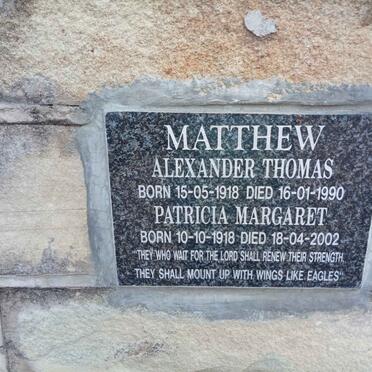 MATTHEW
ALEXANDER THOMAS
BORN 15-05-1918 DIED 16-01-1990
PATRICIA MARGARET
BORN 10-10-1918 DIED 18-04-2002
"THEY WHO WAIT FOR THE LORD SHALL RENEW THEIR STRENGTH.
THEY SHALL MOUNT UP WITH WINGS LIKE EAGLES"